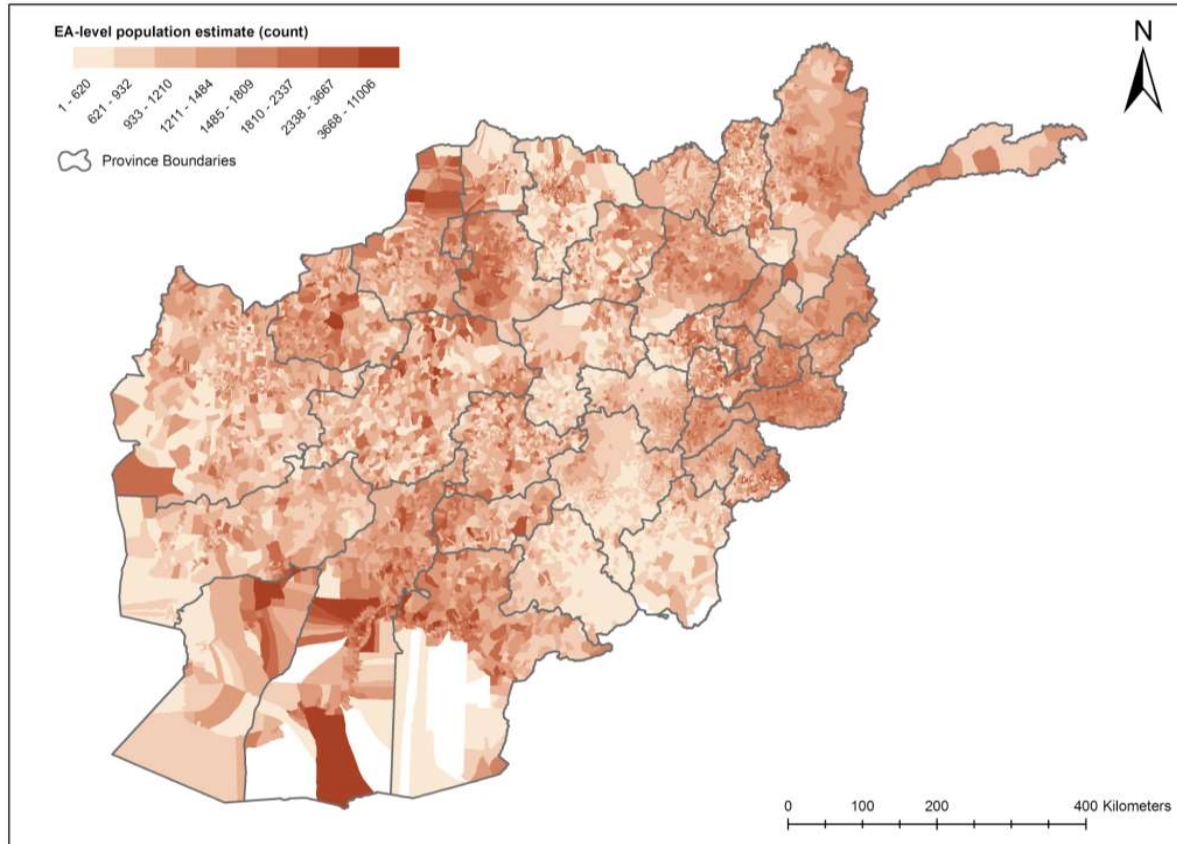 EA-level population estimate (count)
1 - 620
621 - 932
933 - 1210
1211 - 1484
1485 - 1809
1810 - 2337
2338 - 3667
3668 - 11006
Province Boundaries
N
0 100 200 400 Kilometers